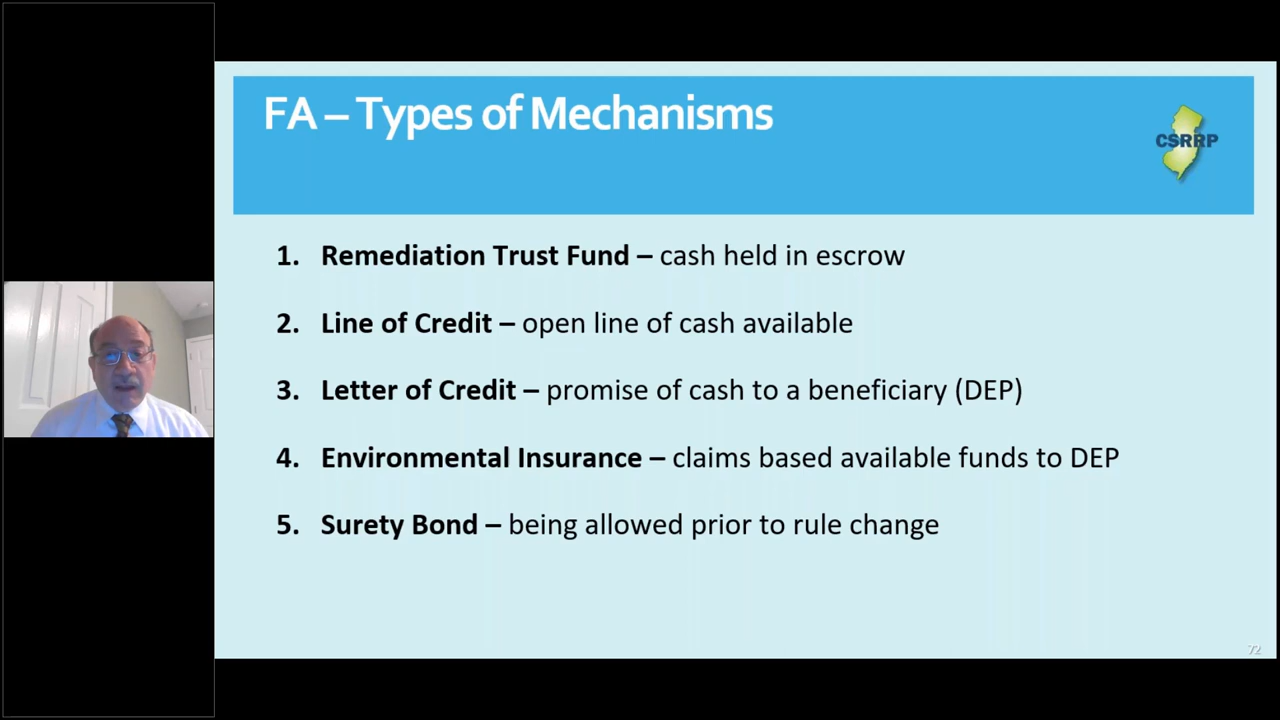 FA – Types of Mechanisms
CSRRP
1. Remediation Trust Fund – cash held in escrow
2. Line of Credit – open line of cash available
3. Letter of Credit – promise of cash to a beneficiary (DEP)
4. Environmental Insurance – claims based available funds to DEP
5. Surety Bond – being allowed prior to rule change
72